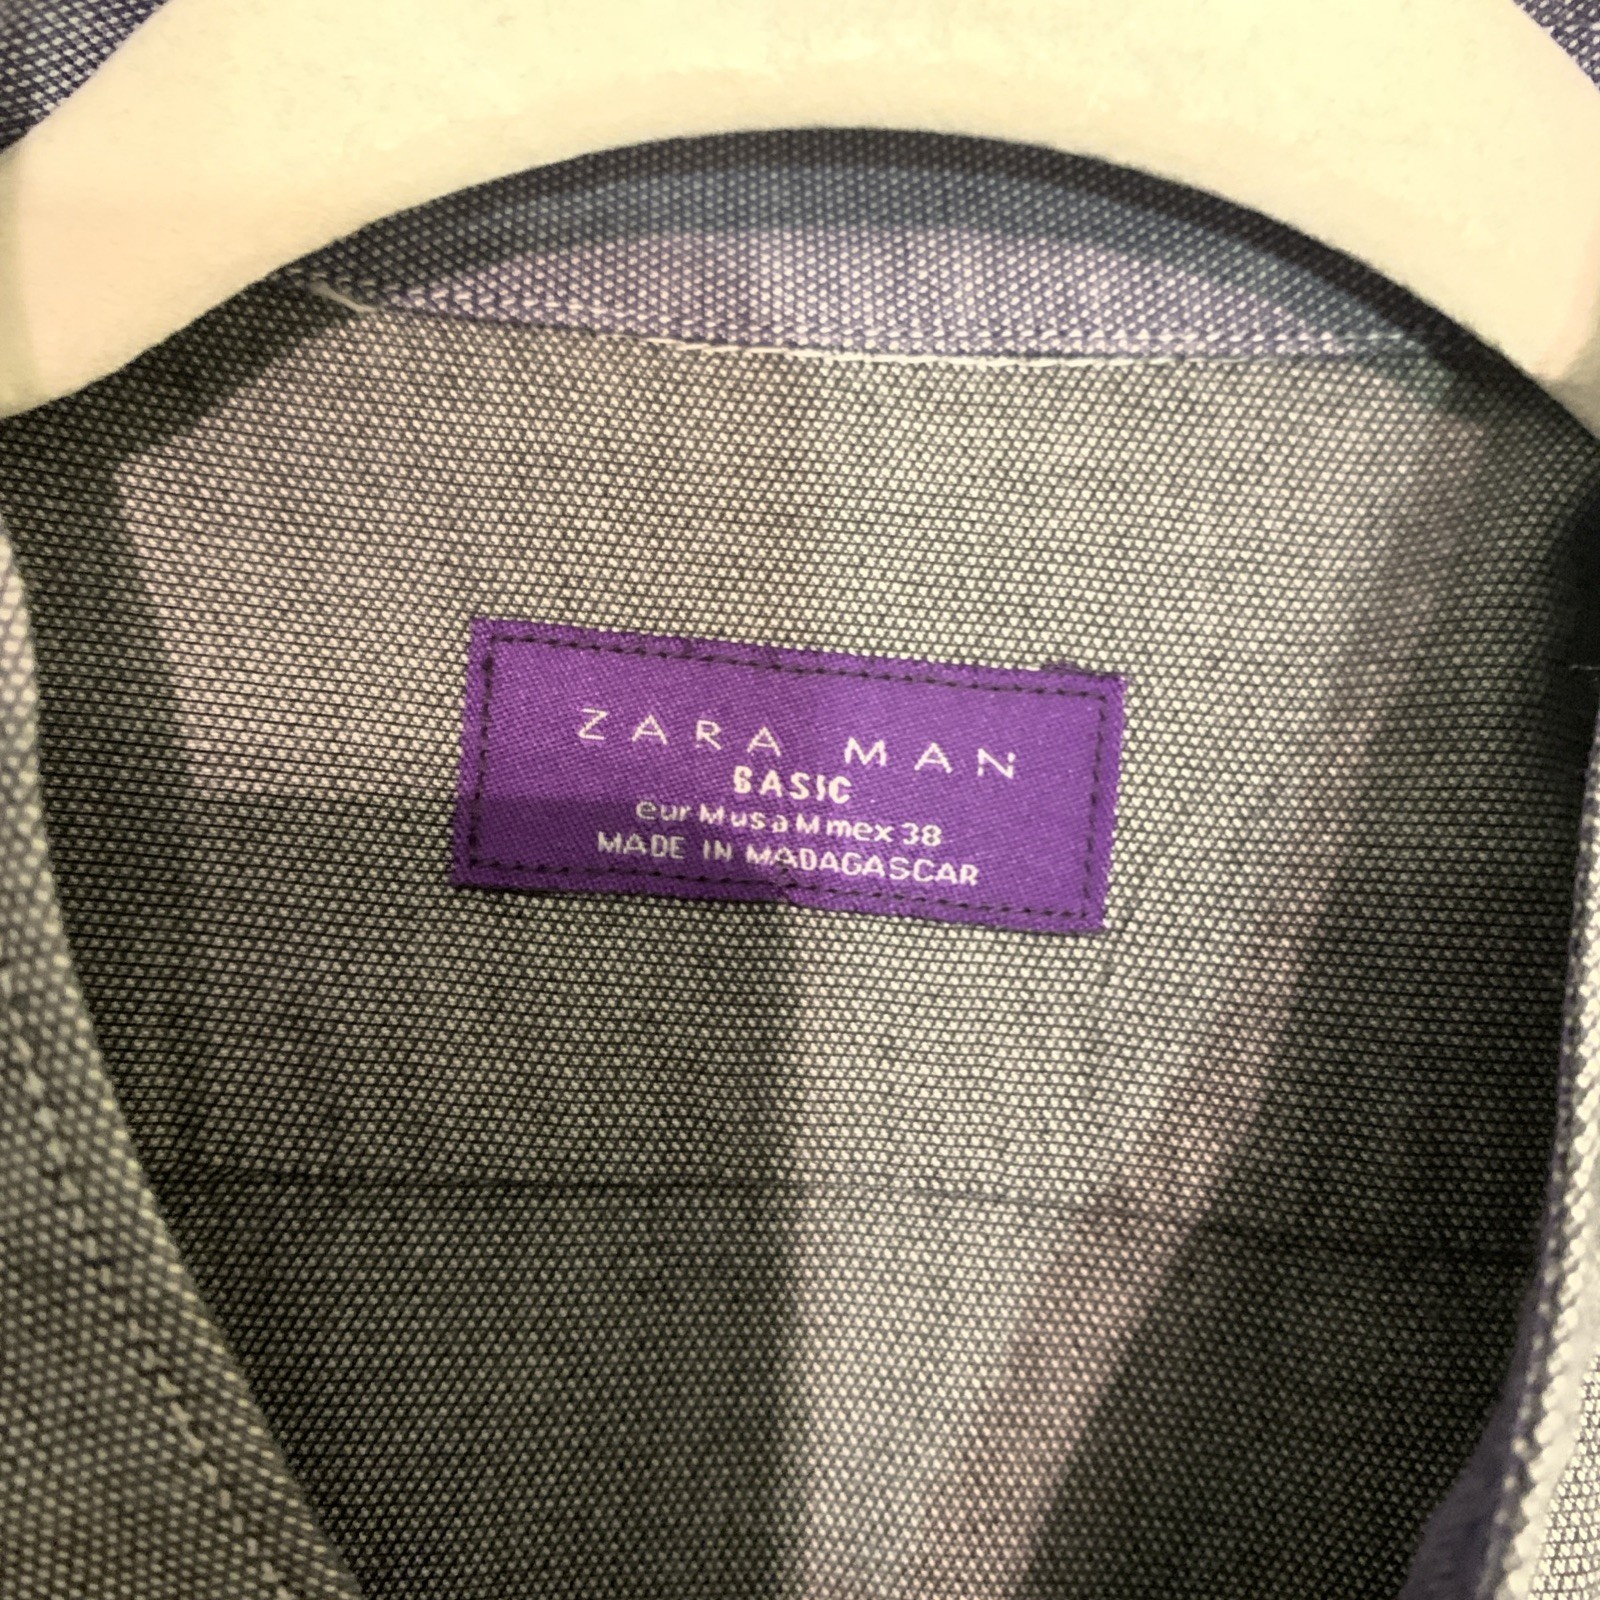 ZARA MAN
BASIC
eur M usa M mex 38
MADE IN MADAGASCAR